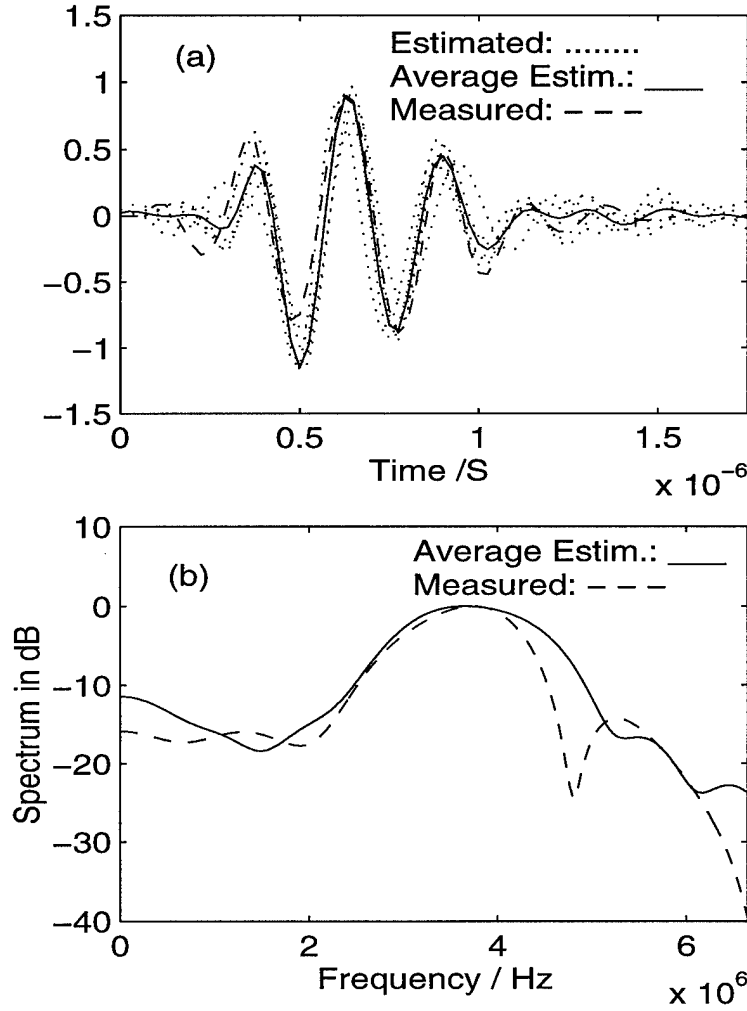 1.5
(a)
Estimated: ........
Average Estim.: ____
Measured: – – –
1
0.5
0
−0.5
−1
−1.5
0
0.5
1
1.5
Time /S
x 10⁻⁶
10
(b)
Average Estim.: ____
Measured: – – –
0
−10
−20
−30
−40
Spectrum in dB
0
2
4
6
Frequency / Hz
x 10⁶